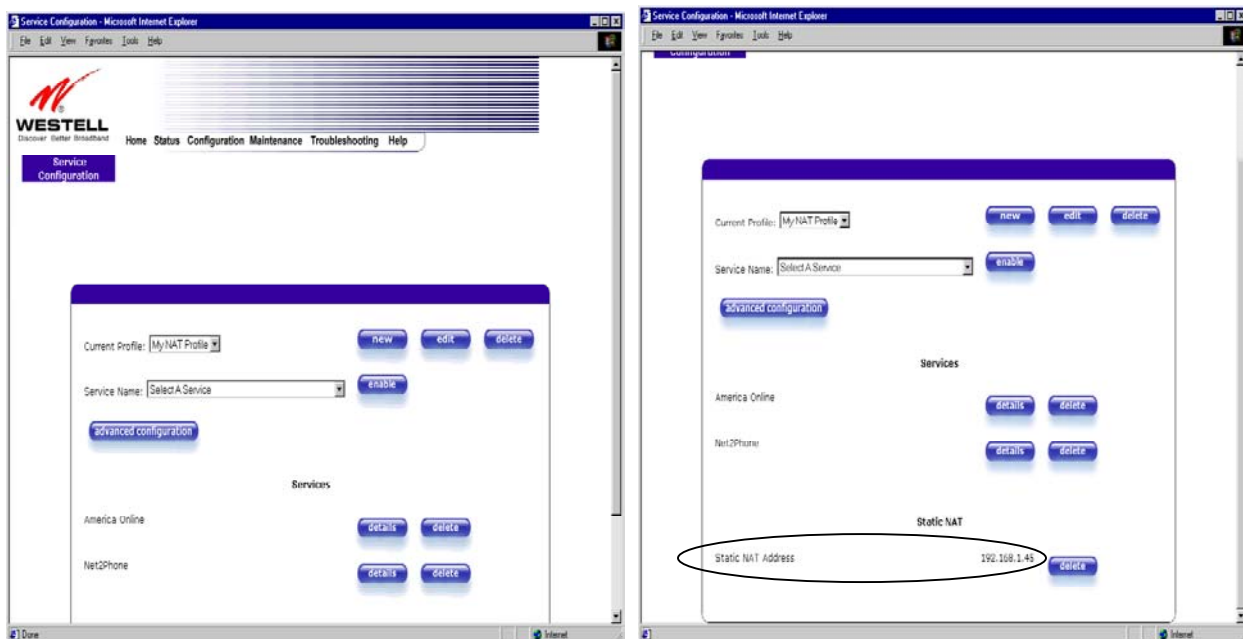 Service Configuration - Microsoft Internet Explorer
File Edit View Favorites Tools Help
WESTELL
Discover Better Broadband
Home Status Configuration Maintenance Troubleshooting Help
Service
Configuration
Current Profile: My NAT Profile
new edit delete
Service Name: Select A Service
enable
advanced configuration
Services
America Online
details delete
Net2Phone
details delete
Done
Internet
Service Configuration - Microsoft Internet Explorer
File Edit View Favorites Tools Help
Configuration
Current Profile: My NAT Profile
new edit delete
Service Name: Select A Service
enable
advanced configuration
Services
America Online
details delete
Net2Phone
details delete
Static NAT
Static NAT Address 192.168.1.45
delete
Internet